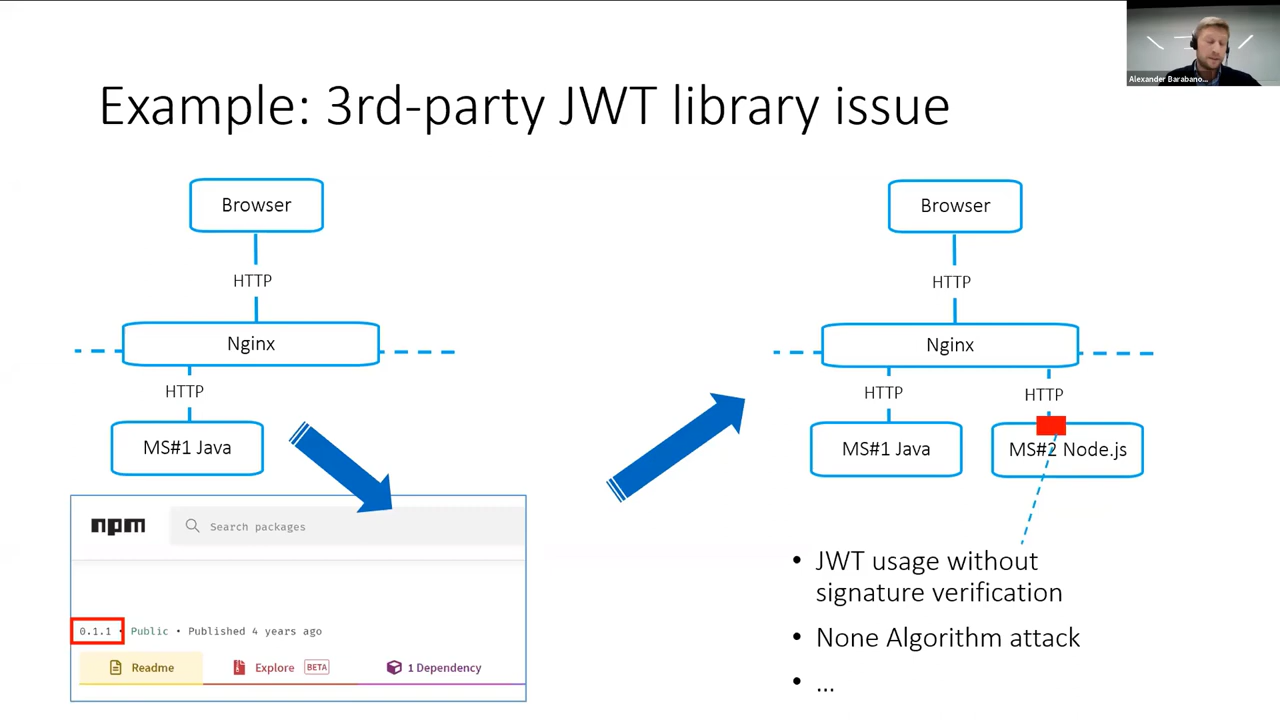 Alexander Barabano...
Example: 3rd-party JWT library issue
Browser
HTTP
Nginx
HTTP
MS#1 Java
npm
Search packages
0.1.1 • Public • Published 4 years ago
Readme
Explore BETA
1 Dependency
Browser
HTTP
Nginx
HTTP
HTTP
MS#1 Java
MS#2 Node.js
• JWT usage without
signature verification
• None Algorithm attack
• ...